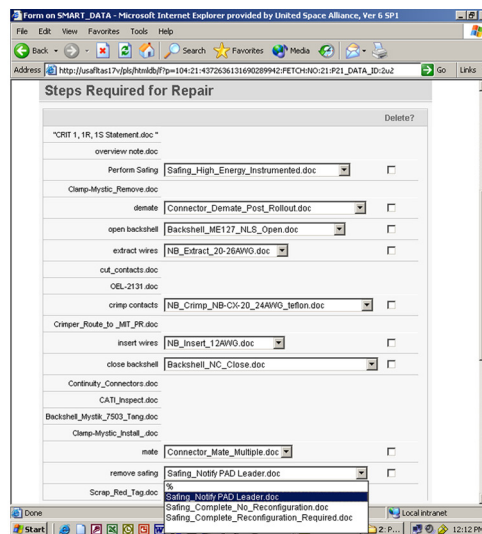 Form on SMART_DATA - Microsoft Internet Explorer provided by United Space Alliance, Ver 6 SP1
File Edit View Favorites Tools Help
Back Search Favorites Media
Address http://usafltas17v/pls/htmldb/f?p=104:21:4372636131690289942:FETCH:NO:21:P21_DATA_ID:2u2 Go Links
Steps Required for Repair
Delete?
"CRIT 1, 1R, 1S Statement.doc "
overview note.doc
Perform Safing Safing_High_Energy_Instrumented.doc
Clamp-Mystic_Remove.doc
demate Connector_Demate_Post_Rollout.doc
open backshell Backshell_ME127_NLS_Open.doc
extract wires NB_Extract_20-26AWG.doc
cut_contacts.doc
OEL-2131.doc
crimp contacts NB_Crimp_NB-CX-20_24AWG_teflon.doc
Crimper_Route_to _MIT_PR.doc
insert wires NB_Insert_12AWG.doc
close backshell Backshell_NC_Close.doc
Continuity_Connectors.doc
CATI_Inspect.doc
Backshell_Mystik_7503_Tang.doc
Clamp-Mystic_Install_.doc
mate Connector_Mate_Multiple.doc
remove safing Safing_Notify PAD Leader.doc
%
Scrap_Red_Tag.doc Safing_Notify PAD Leader.doc
Safing_Complete_No_Reconfiguration.doc
Safing_Complete_Reconfiguration_Required.doc
Done Local intranet
Start 2: P... 12:12 PM